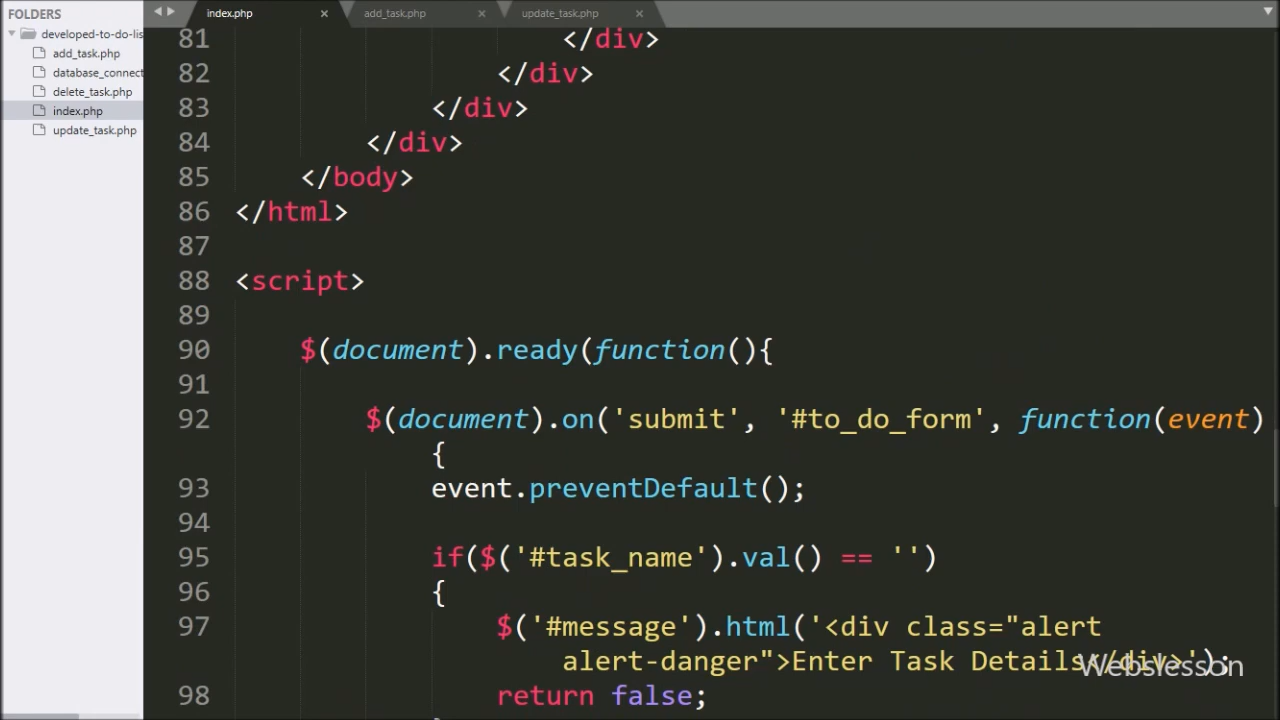 FOLDERS
developed-to-do-lis
add_task.php
database_connect
delete_task.php
index.php
update_task.php
index.php × add_task.php × update_task.php ×
81 </div>
82 </div>
83 </div>
84 </div>
85 </body>
86 </html>
87
88 <script>
89
90 $(document).ready(function(){
91
92 $(document).on('submit', '#to_do_form', function(event)
{
93 event.preventDefault();
94
95 if($('#task_name').val() == '')
96 {
97 $('#message').html('<div class="alert
alert-danger">Enter Task Details</div>');
98 return false;
Webslesson